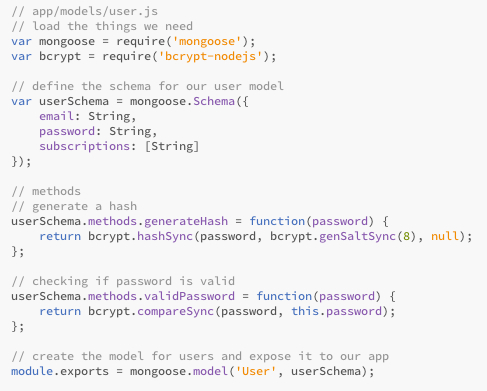 // app/models/user.js
// load the things we need
var mongoose = require('mongoose');
var bcrypt = require('bcrypt-nodejs');

// define the schema for our user model
var userSchema = mongoose.Schema({
    email: String,
    password: String,
    subscriptions: [String]
});

// methods
// generate a hash
userSchema.methods.generateHash = function(password) {
    return bcrypt.hashSync(password, bcrypt.genSaltSync(8), null);
};

// checking if password is valid
userSchema.methods.validPassword = function(password) {
    return bcrypt.compareSync(password, this.password);
};

// create the model for users and expose it to our app
module.exports = mongoose.model('User', userSchema);